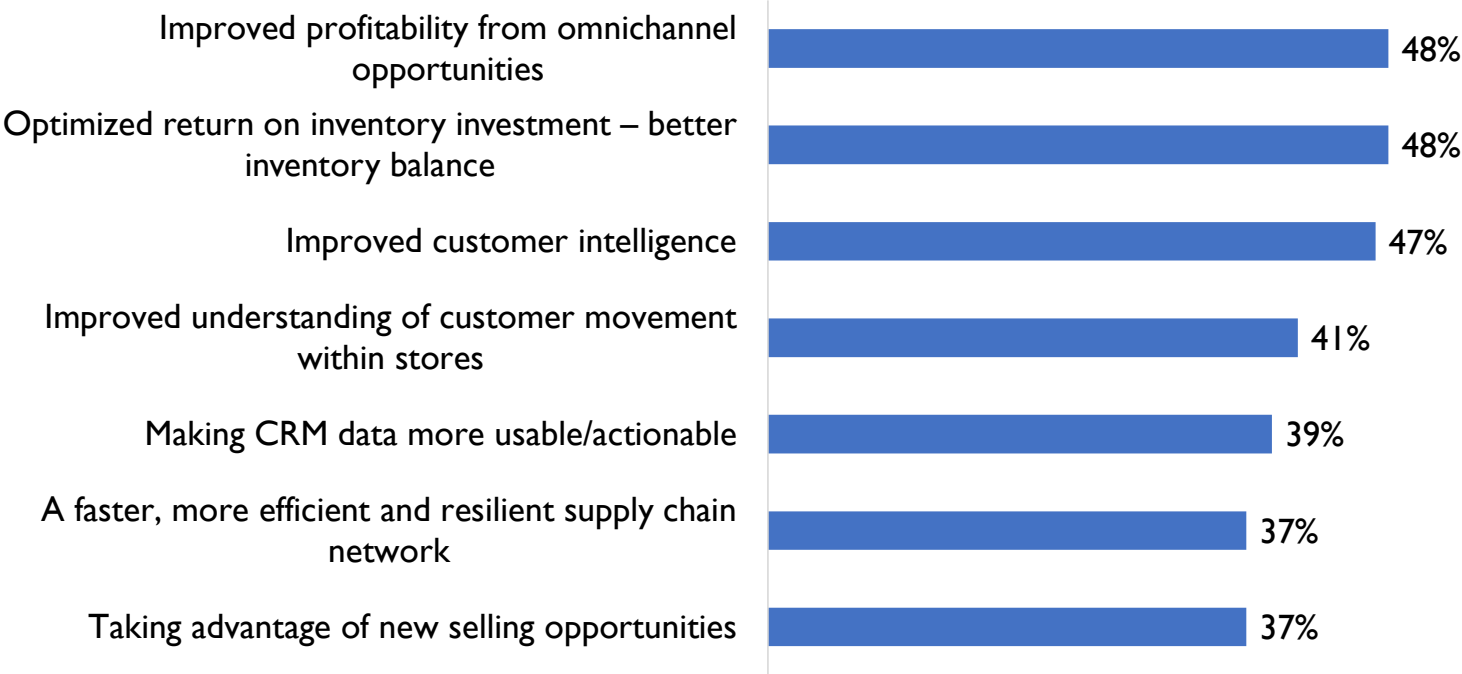 Improved profitability from omnichannel
opportunities
48%
Optimized return on inventory investment – better
inventory balance
48%
Improved customer intelligence
47%
Improved understanding of customer movement
within stores
41%
Making CRM data more usable/actionable
39%
A faster, more efficient and resilient supply chain
network
37%
Taking advantage of new selling opportunities
37%